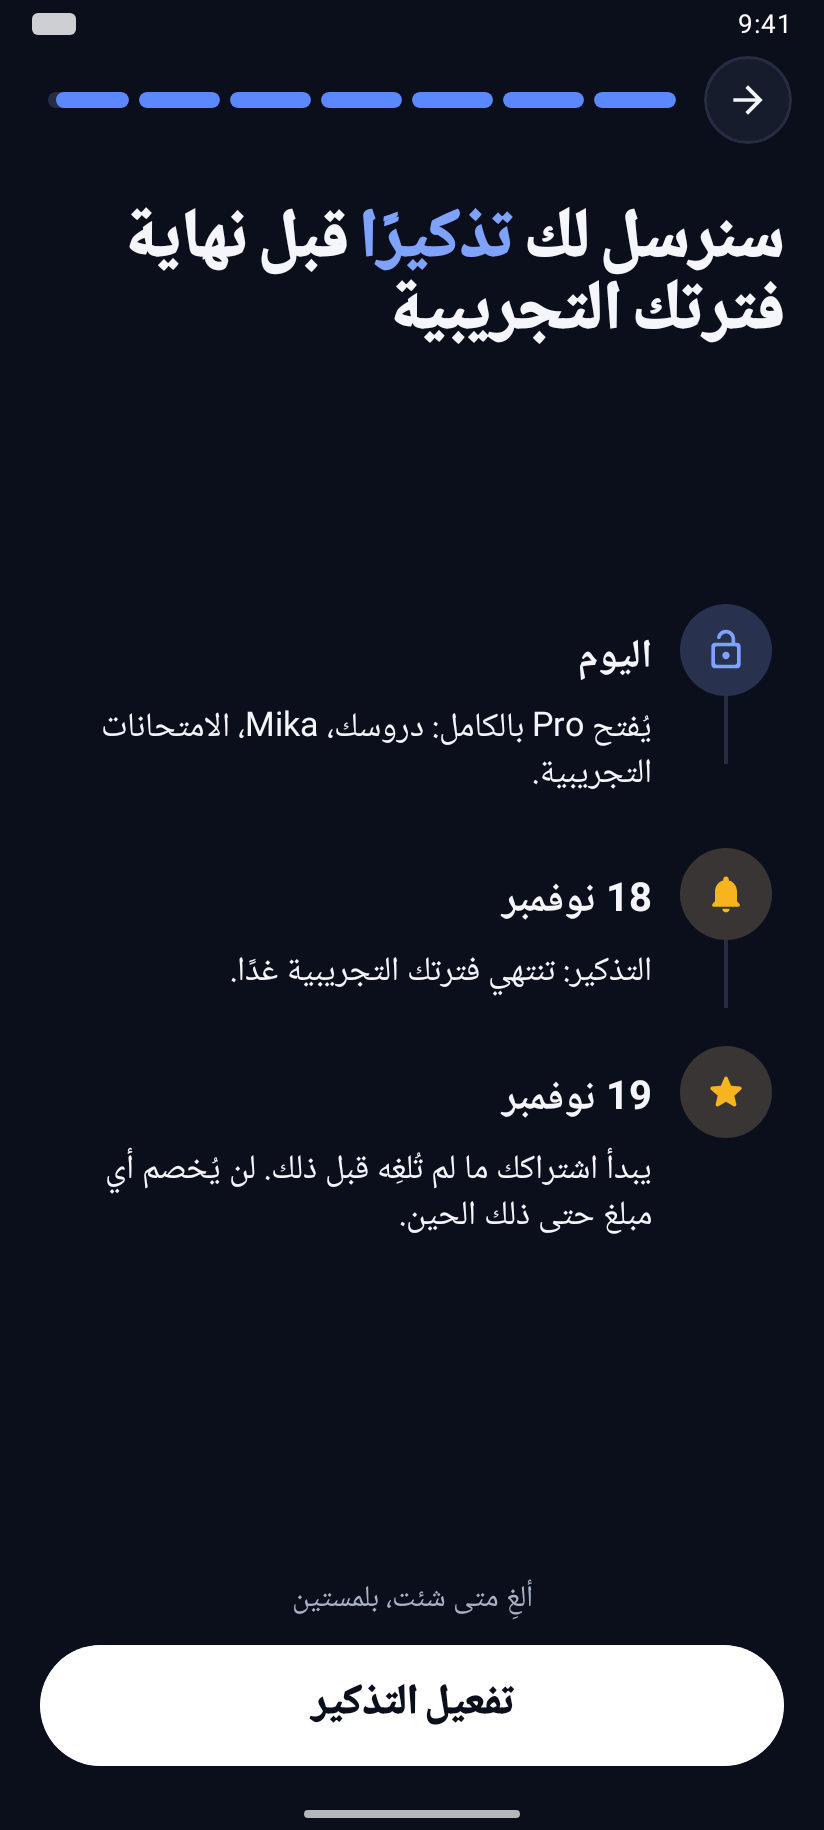 9:41
سنرسل لك تذكيرًا قبل نهاية
فترتك التجريبية
اليوم
يُفتح Pro بالكامل: دروسك، Mika، الامتحانات
التجريبية.
18 نوفمبر
التذكير: تنتهي فترتك التجريبية غدًا.
19 نوفمبر
يبدأ اشتراكك ما لم تُلغِه قبل ذلك. لن يُخصم أي
مبلغ حتى ذلك الحين.
ألغِ متى شئت، بلمستين
تفعيل التذكير